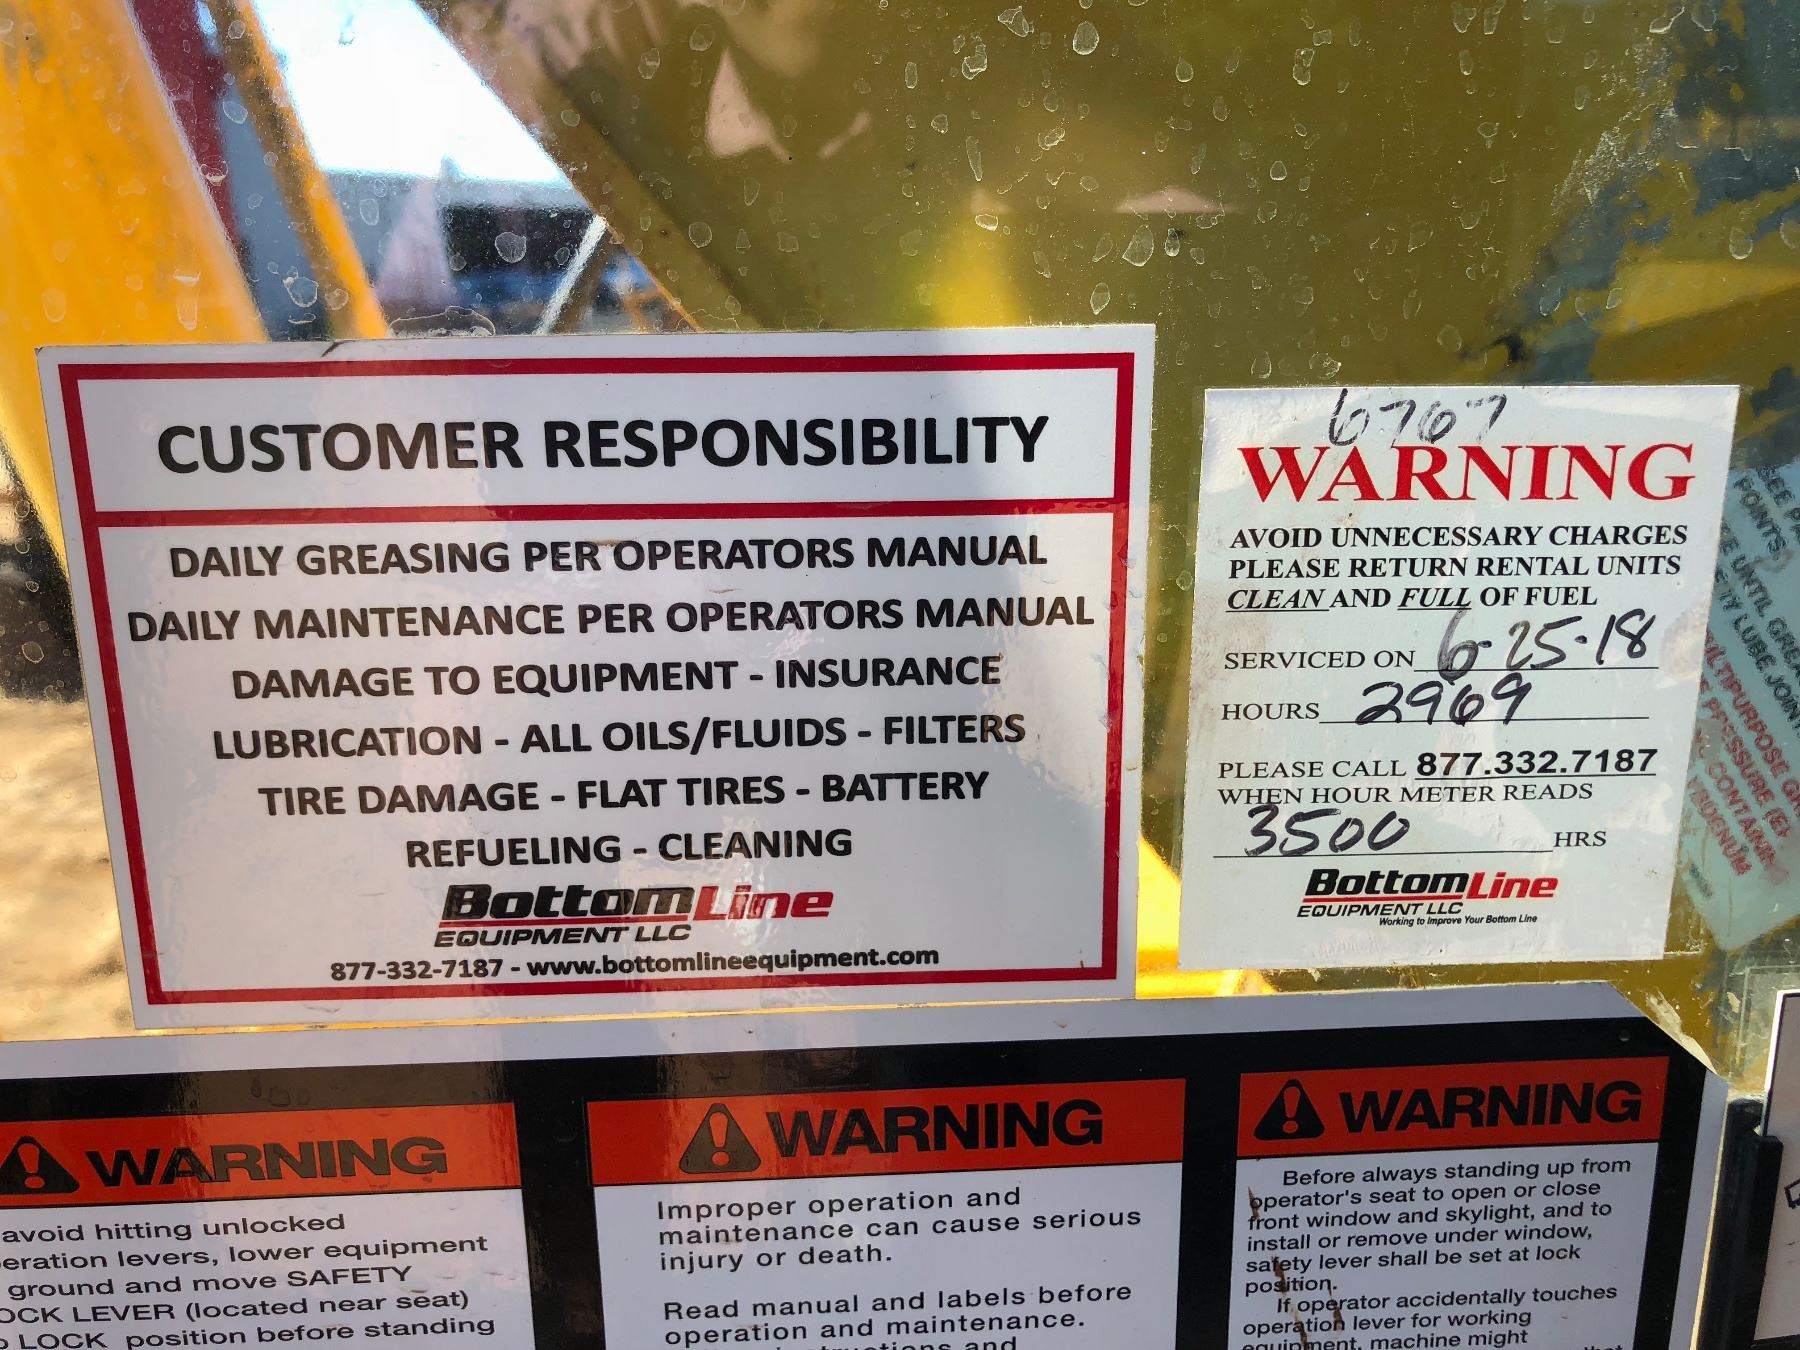 CUSTOMER RESPONSIBILITY
DAILY GREASING PER OPERATORS MANUAL
DAILY MAINTENANCE PER OPERATORS MANUAL
DAMAGE TO EQUIPMENT - INSURANCE
LUBRICATION - ALL OILS/FLUIDS - FILTERS
TIRE DAMAGE - FLAT TIRES - BATTERY
REFUELING - CLEANING
BottomLine
EQUIPMENT LLC
877-332-7187 - www.bottomlineequipment.com
6767
WARNING
AVOID UNNECESSARY CHARGES
PLEASE RETURN RENTAL UNITS
CLEAN AND FULL OF FUEL
SERVICED ON 6-25-18
HOURS 2969
PLEASE CALL 877.332.7187
WHEN HOUR METER READS
3500 HRS
BottomLine
EQUIPMENT LLC
Working to Improve Your Bottom Line
POINTS.
WARNING
avoid hitting unlocked
levers, lower equipment
ground and move SAFETY
LEVER (located near seat)
LOCK position before standing
WARNING
Improper operation and
maintenance can cause serious
injury or death.
Read manual and labels before
operation and maintenance.
and
WARNING
Before always standing up from
operator's seat to open or close
front window and skylight, and to
install or remove under window,
safety lever shall be set at lock
position.
If operator accidentally touches
operation lever for working
equipment, machine might